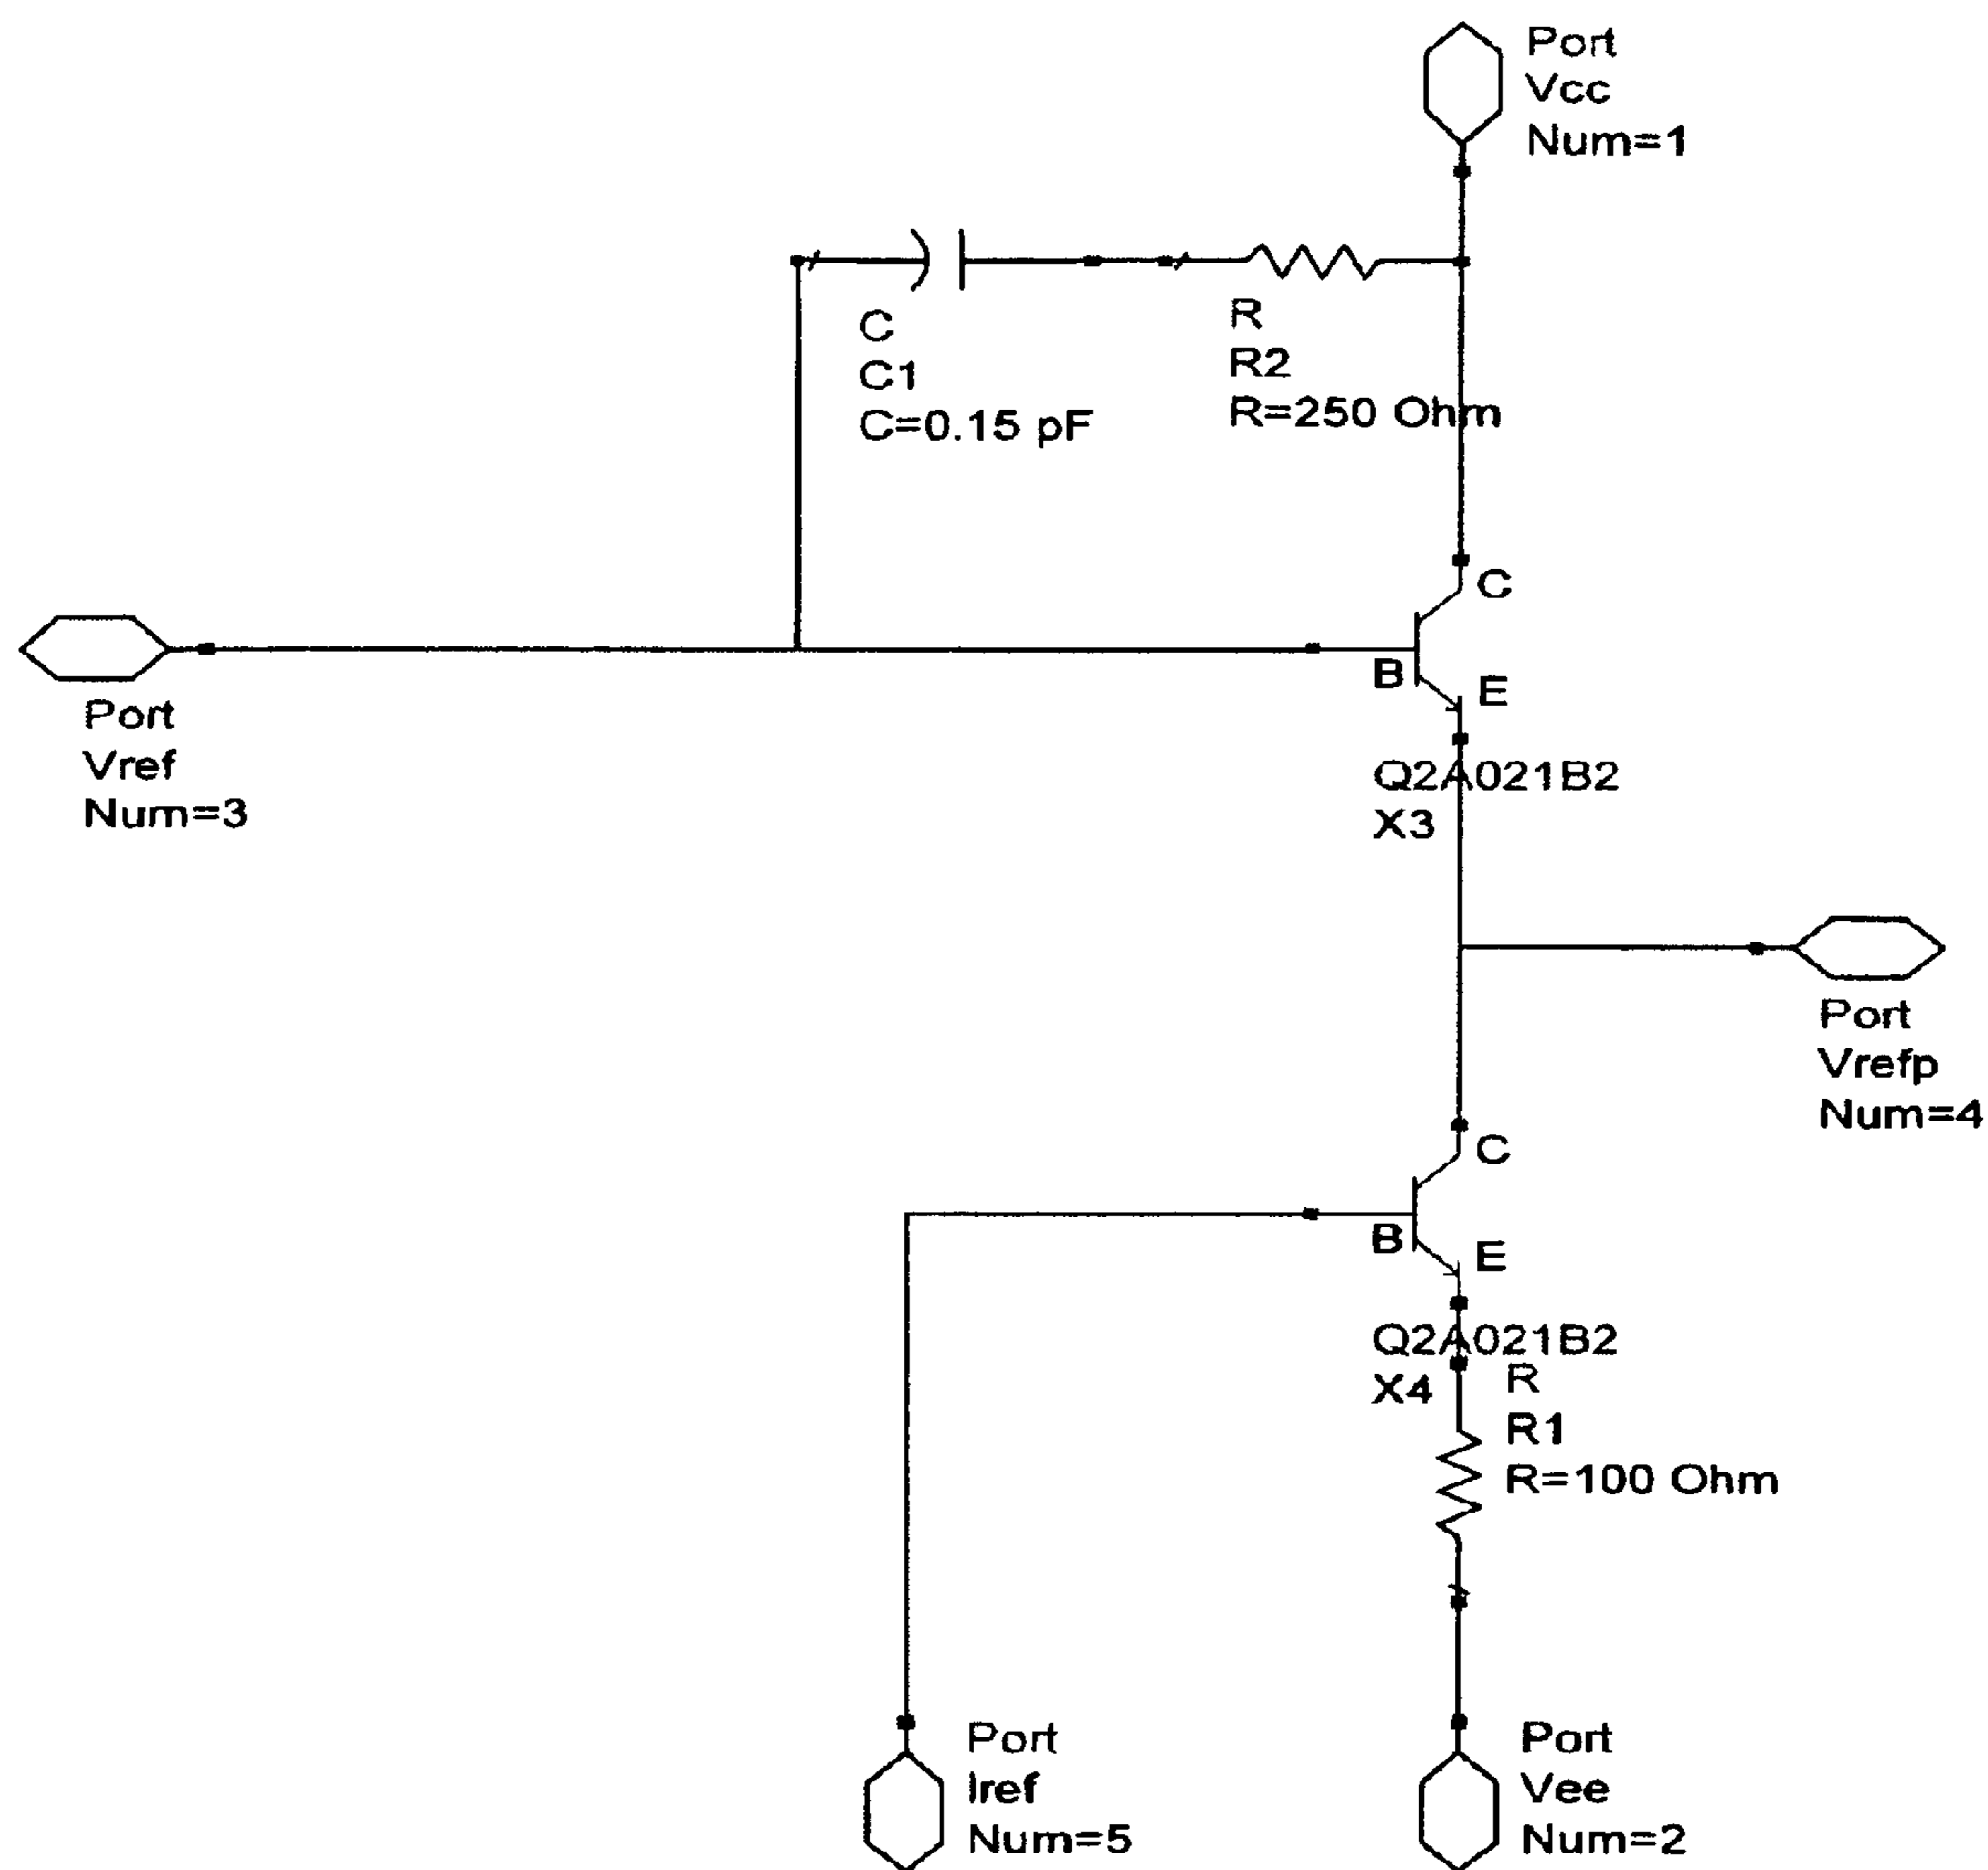 Port
Vcc
Num=1
C
C1
C=0.15 pF
R
R2
R=250 Ohm
C
B
E
Port
Vref
Num=3
Q2A021B2
X3
Port
Vrefp
Num=4
C
B
E
Q2A021B2
X4
R
R1
R=100 Ohm
Port
Iref
Num=5
Port
Vee
Num=2